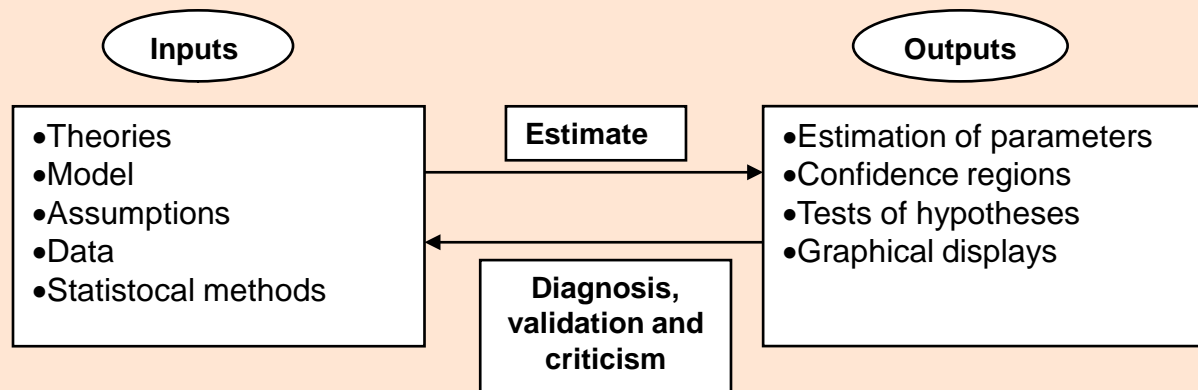 Inputs
Outputs
•Theories
•Model
•Assumptions
•Data
•Statistocal methods
Estimate
Diagnosis,
validation and
criticism
•Estimation of parameters
•Confidence regions
•Tests of hypotheses
•Graphical displays